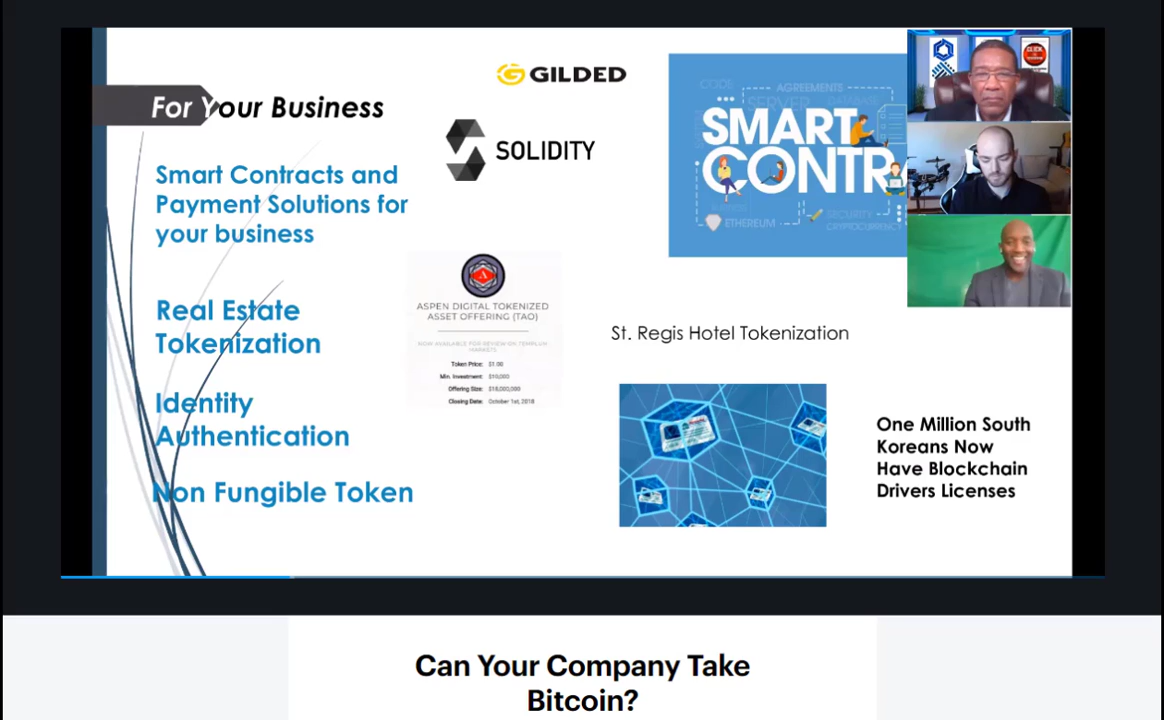 For Your Business
GILDED
SOLIDITY
Smart Contracts and
Payment Solutions for
your business
CODE
AGREEMENTS
SERVER DATABASE
SMART
CONTR
ETHEREUM
SECURITY
CRYPTOCURRENCY
CLICK
Real Estate
Tokenization
Identity
Authentication
Non Fungible Token
A
ASPEN DIGITAL TOKENIZED
ASSET OFFERING (TAO)
NOW AVAILABLE FOR REVIEW ON TEMPLUM
MARKETS
Token Price: $1.00
Min. Investment: $10,000
Offering Size: $18,000,000
Closing Date: October 1st, 2018
St. Regis Hotel Tokenization
One Million South
Koreans Now
Have Blockchain
Drivers Licenses
Can Your Company Take
Bitcoin?